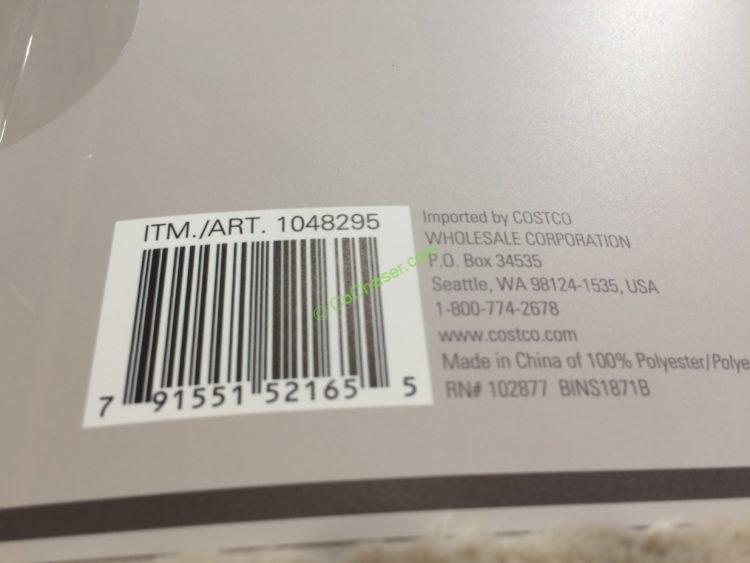 ITM./ART. 1048295
7 91551 52165 5
© CoChaser.com
Imported by COSTCO
WHOLESALE CORPORATION
P.O. Box 34535
Seattle, WA 98124-1535, USA
1-800-774-2678
www.costco.com
Made in China of 100% Polyester/Polye
RN# 102877 BINS1871B